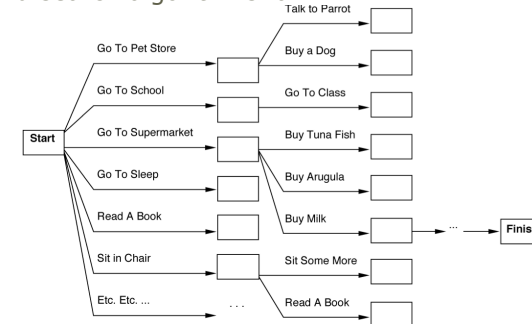 Talk to Parrot
Go To Pet Store
Buy a Dog
Go To School
Go To Class
Start
Go To Supermarket
Buy Tuna Fish
Go To Sleep
Buy Arugula
Read A Book
Buy Milk
...
Finis
Sit in Chair
Sit Some More
Etc. Etc. ...
. . .
Read A Book